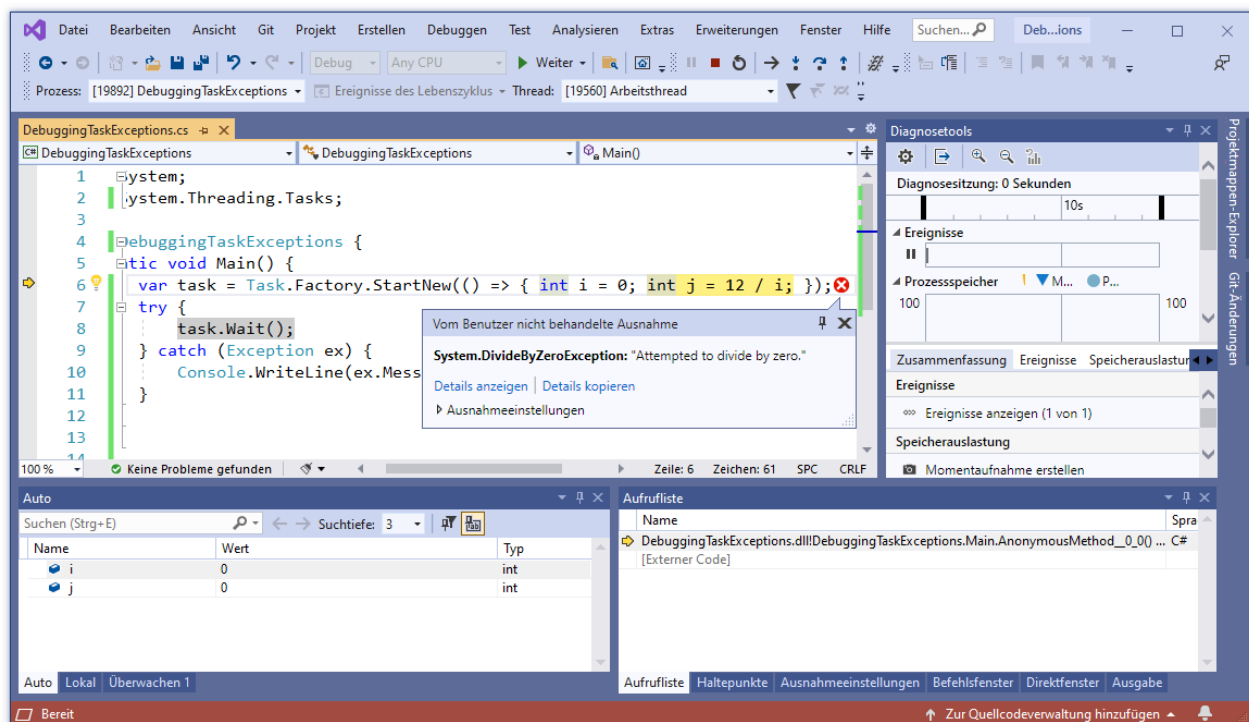 Datei Bearbeiten Ansicht Git Projekt Erstellen Debuggen Test Analysieren Extras Erweiterungen Fenster Hilfe Suchen... Deb...ions
Debug Any CPU Weiter
Prozess: [19892] DebuggingTaskExceptions Ereignisse des Lebenszyklus Thread: [19560] Arbeitsthread
DebuggingTaskExceptions.cs
C# DebuggingTaskExceptions DebuggingTaskExceptions Main()
1 ystem;
2 ystem.Threading.Tasks;
3
4 ebuggingTaskExceptions {
5 tic void Main() {
6 var task = Task.Factory.StartNew(() => { int i = 0; int j = 12 / i; });
7 try {
8 task.Wait();
9 } catch (Exception ex) {
10 Console.WriteLine(ex.Mess
11 }
12
13
14
Vom Benutzer nicht behandelte Ausnahme
System.DivideByZeroException: "Attempted to divide by zero."
Details anzeigen | Details kopieren
Ausnahmeeinstellungen
100 % Keine Probleme gefunden Zeile: 6 Zeichen: 61 SPC CRLF
Diagnosetools
Diagnosesitzung: 0 Sekunden
10s
Ereignisse
Prozessspeicher M... P...
100 100
Zusammenfassung Ereignisse Speicherauslastun
Ereignisse
Ereignisse anzeigen (1 von 1)
Speicherauslastung
Momentaufnahme erstellen
Projektmappen-Explorer
Git-Änderungen
Auto
Suchen (Strg+E) Suchtiefe: 3
Name Wert Typ
i 0 int
j 0 int
Auto Lokal Überwachen 1
Aufrufliste
Name Spra
DebuggingTaskExceptions.dll!DebuggingTaskExceptions.Main.AnonymousMethod__0_0() ... C#
[Externer Code]
Aufrufliste Haltepunkte Ausnahmeeinstellungen Befehlsfenster Direktfenster Ausgabe
Bereit Zur Quellcodeverwaltung hinzufügen